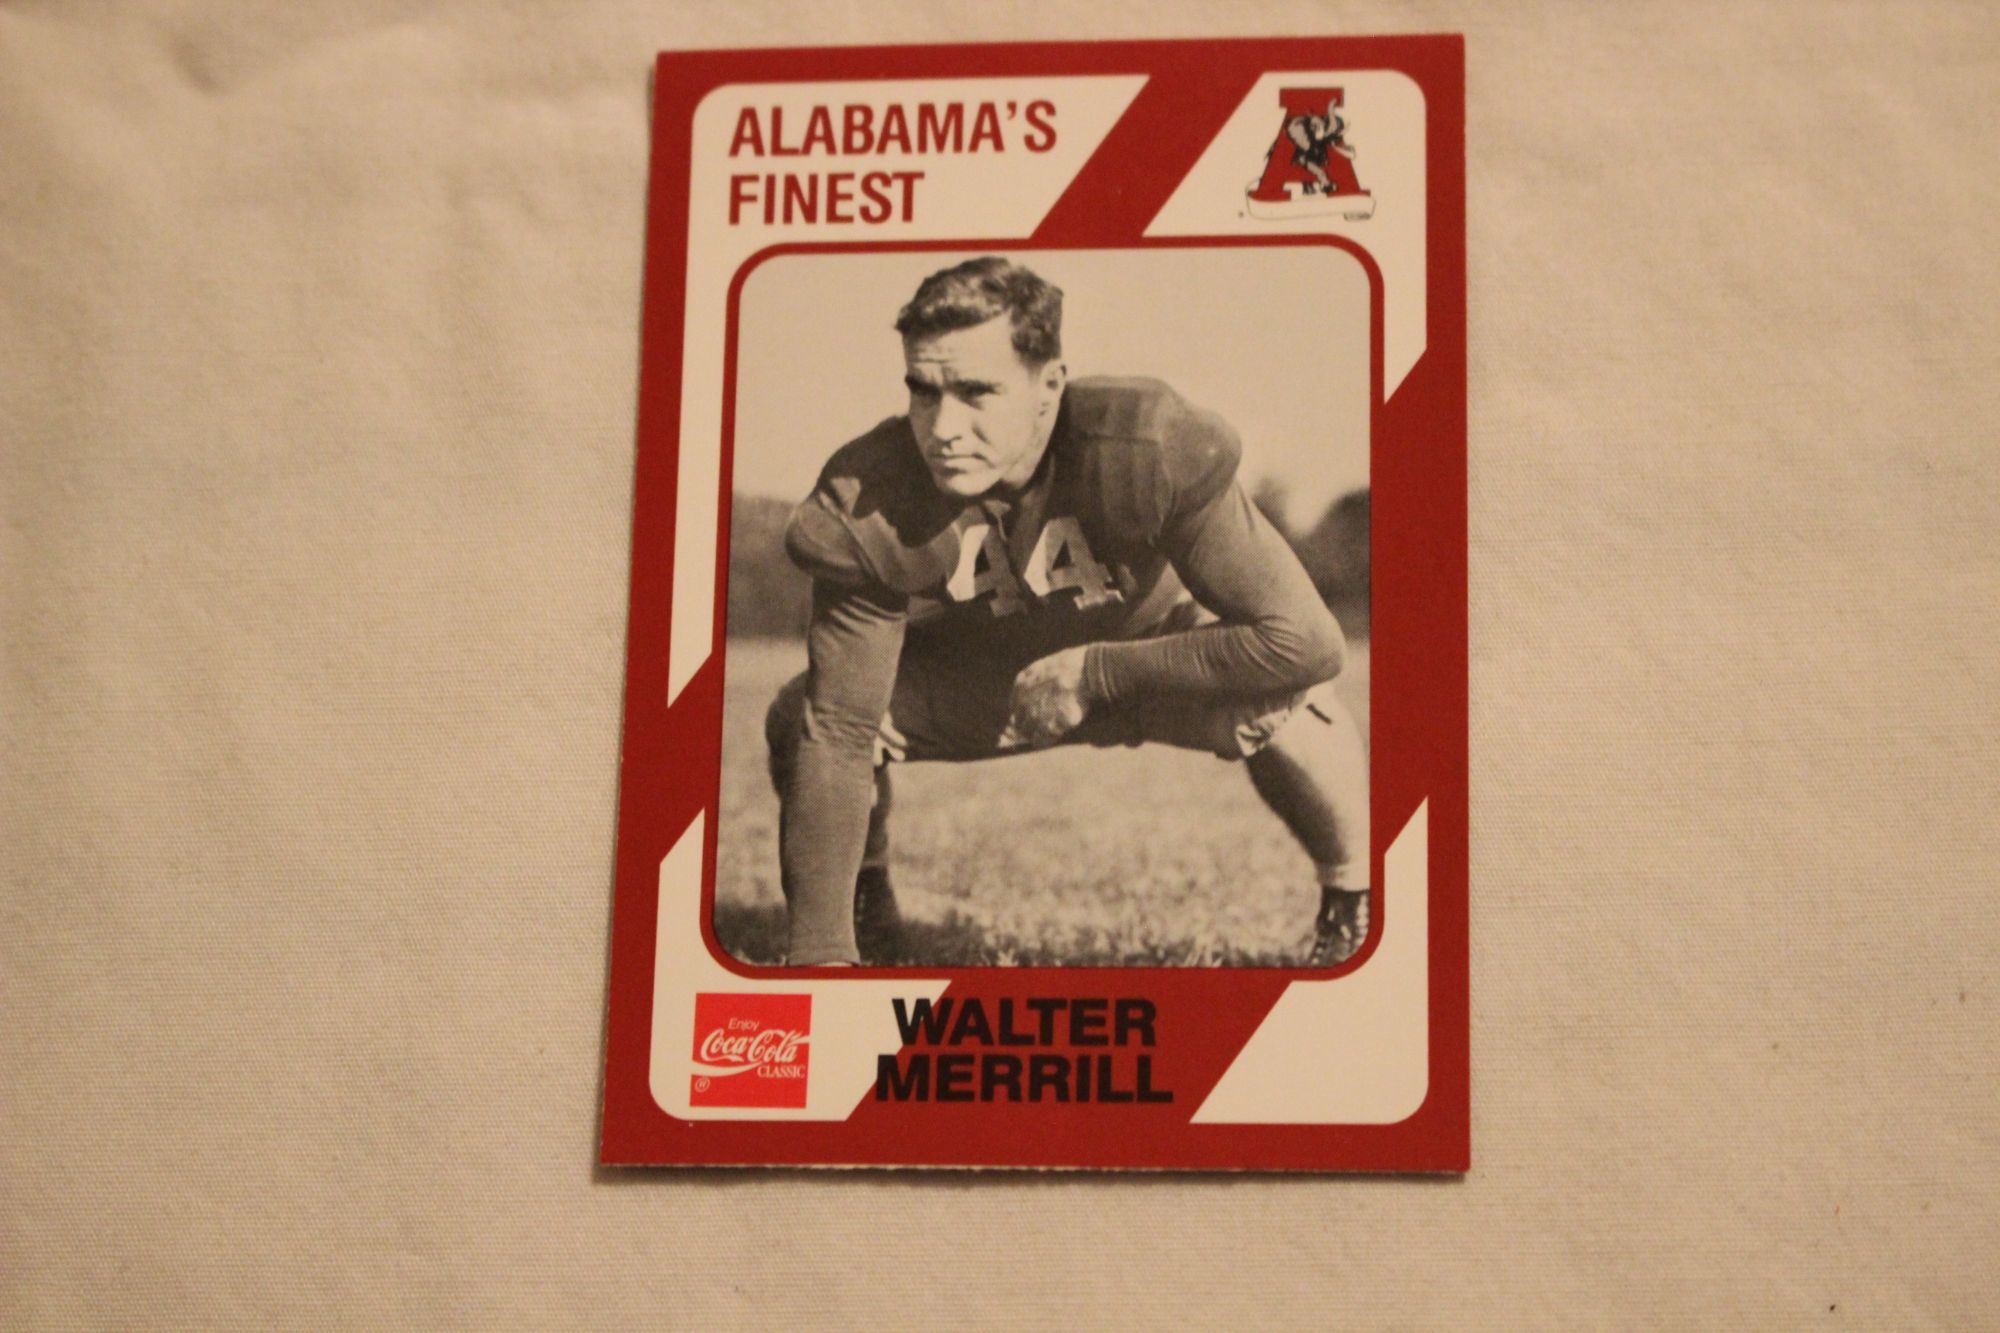 ALABAMA'S
FINEST
A
44
Enjoy
Coca-Cola
CLASSIC
®
WALTER
MERRILL